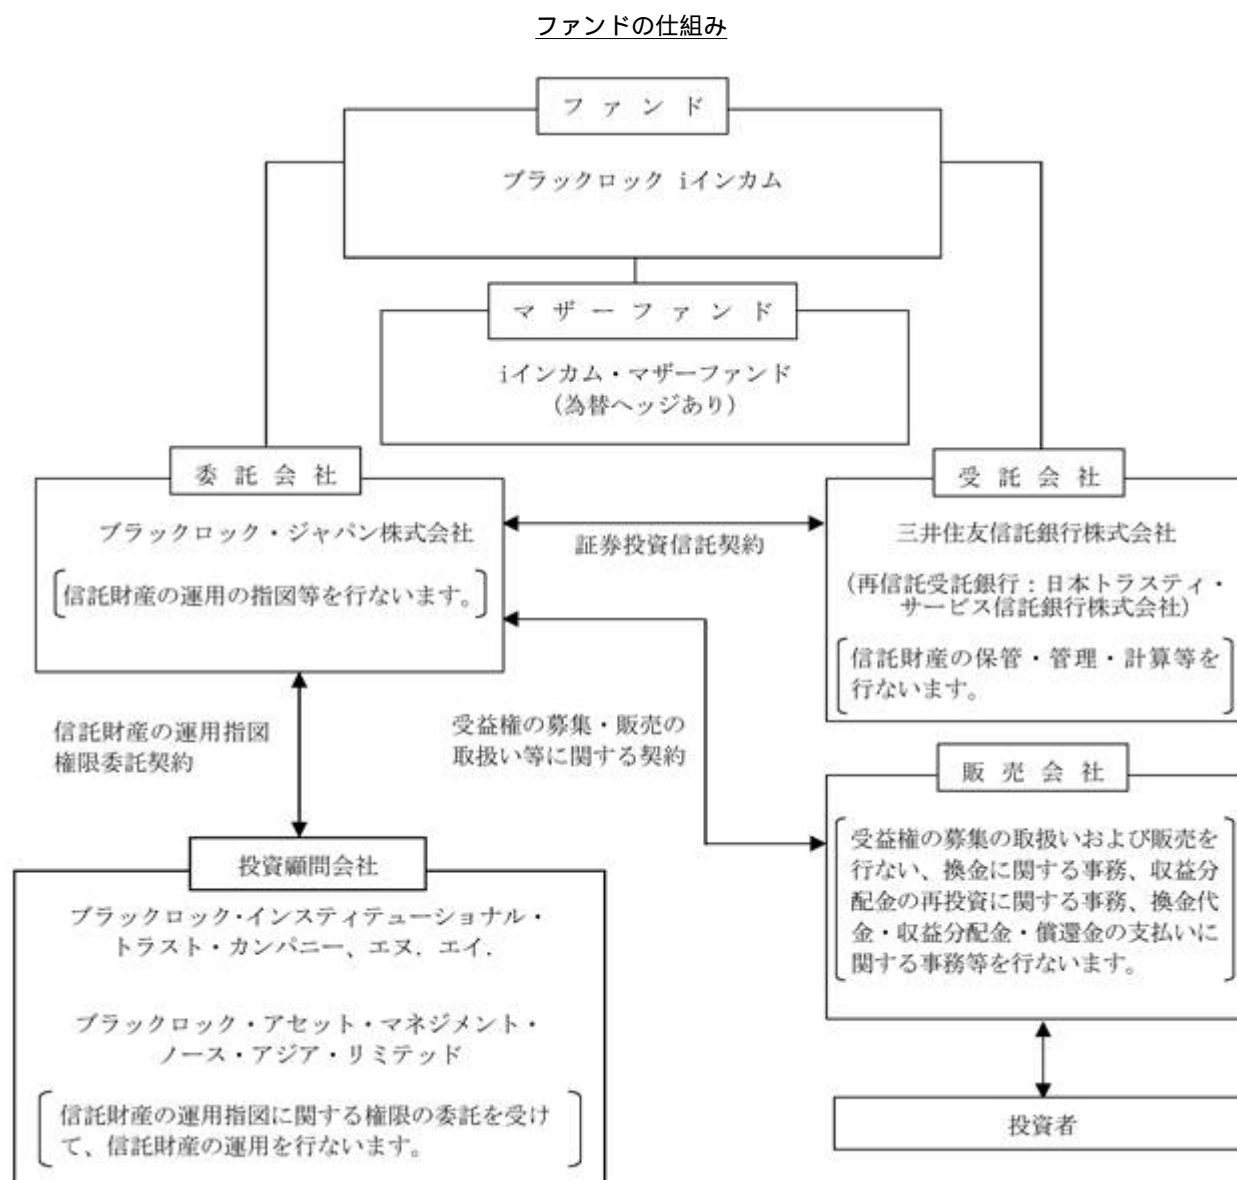 ファンドの仕組み
ファンド
ブラックロック iインカム
マザーファンド
iインカム・マザーファンド
(為替ヘッジあり)
委託会社
ブラックロック・ジャパン株式会社
信託財産の運用の指図等を行ないます。
証券投資信託契約
受託会社
三井住友信託銀行株式会社
(再信託受託銀行:日本トラスティ・
サービス信託銀行株式会社)
信託財産の保管・管理・計算等を
行ないます。
信託財産の運用指図
権限委託契約
受益権の募集・販売の
取扱い等に関する契約
販売会社
受益権の募集の取扱いおよび販売を
行ない、換金に関する事務、収益分
配金の再投資に関する事務、換金代
金・収益分配金・償還金の支払いに
関する事務等を行ないます。
投資顧問会社
ブラックロック・インスティテューショナル・
トラスト・カンパニー、エヌ. エイ.
ブラックロック・アセット・マネジメント・
ノース・アジア・リミテッド
信託財産の運用指図に関する権限の委託を受け
て、信託財産の運用を行ないます。
投資者